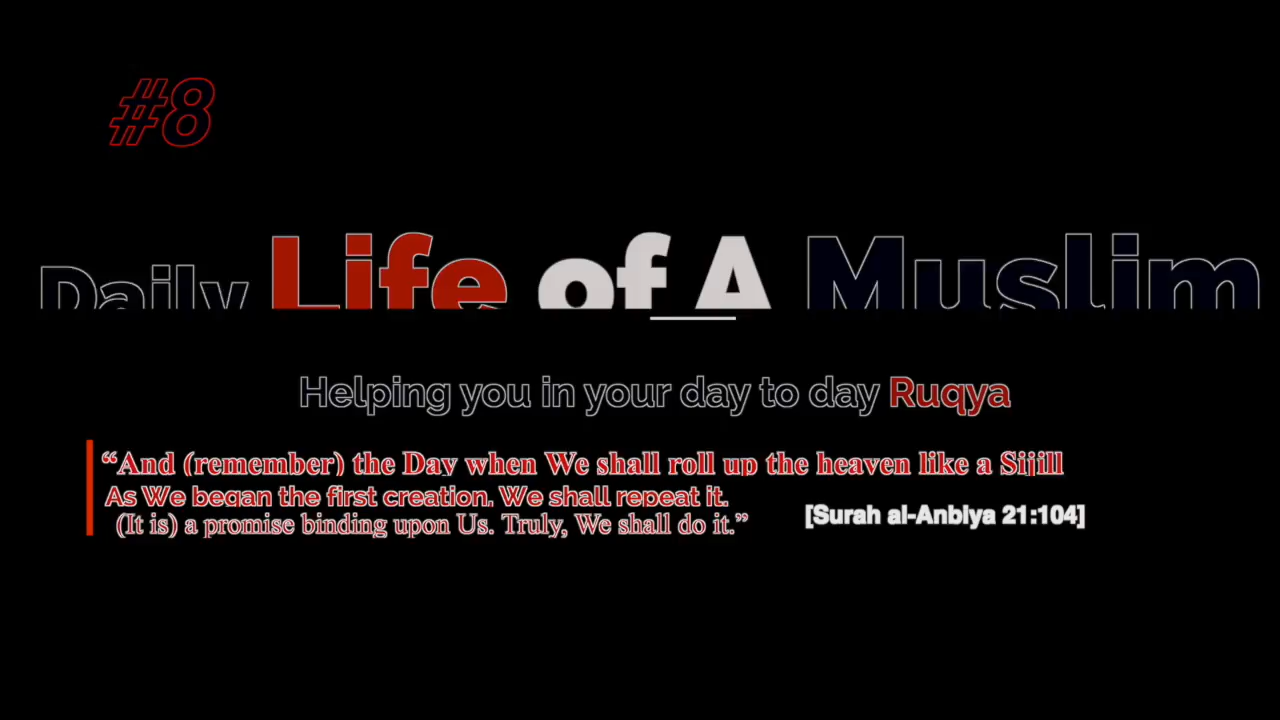 #8
Daily Life of A Muslim
Helping you in your day to day Ruqya
“And (remember) the Day when We shall roll up the heaven like a Sijill
As We began the first creation, We shall repeat it.
(It is) a promise binding upon Us. Truly, We shall do it.”
[Surah al-Anbiya 21:104]